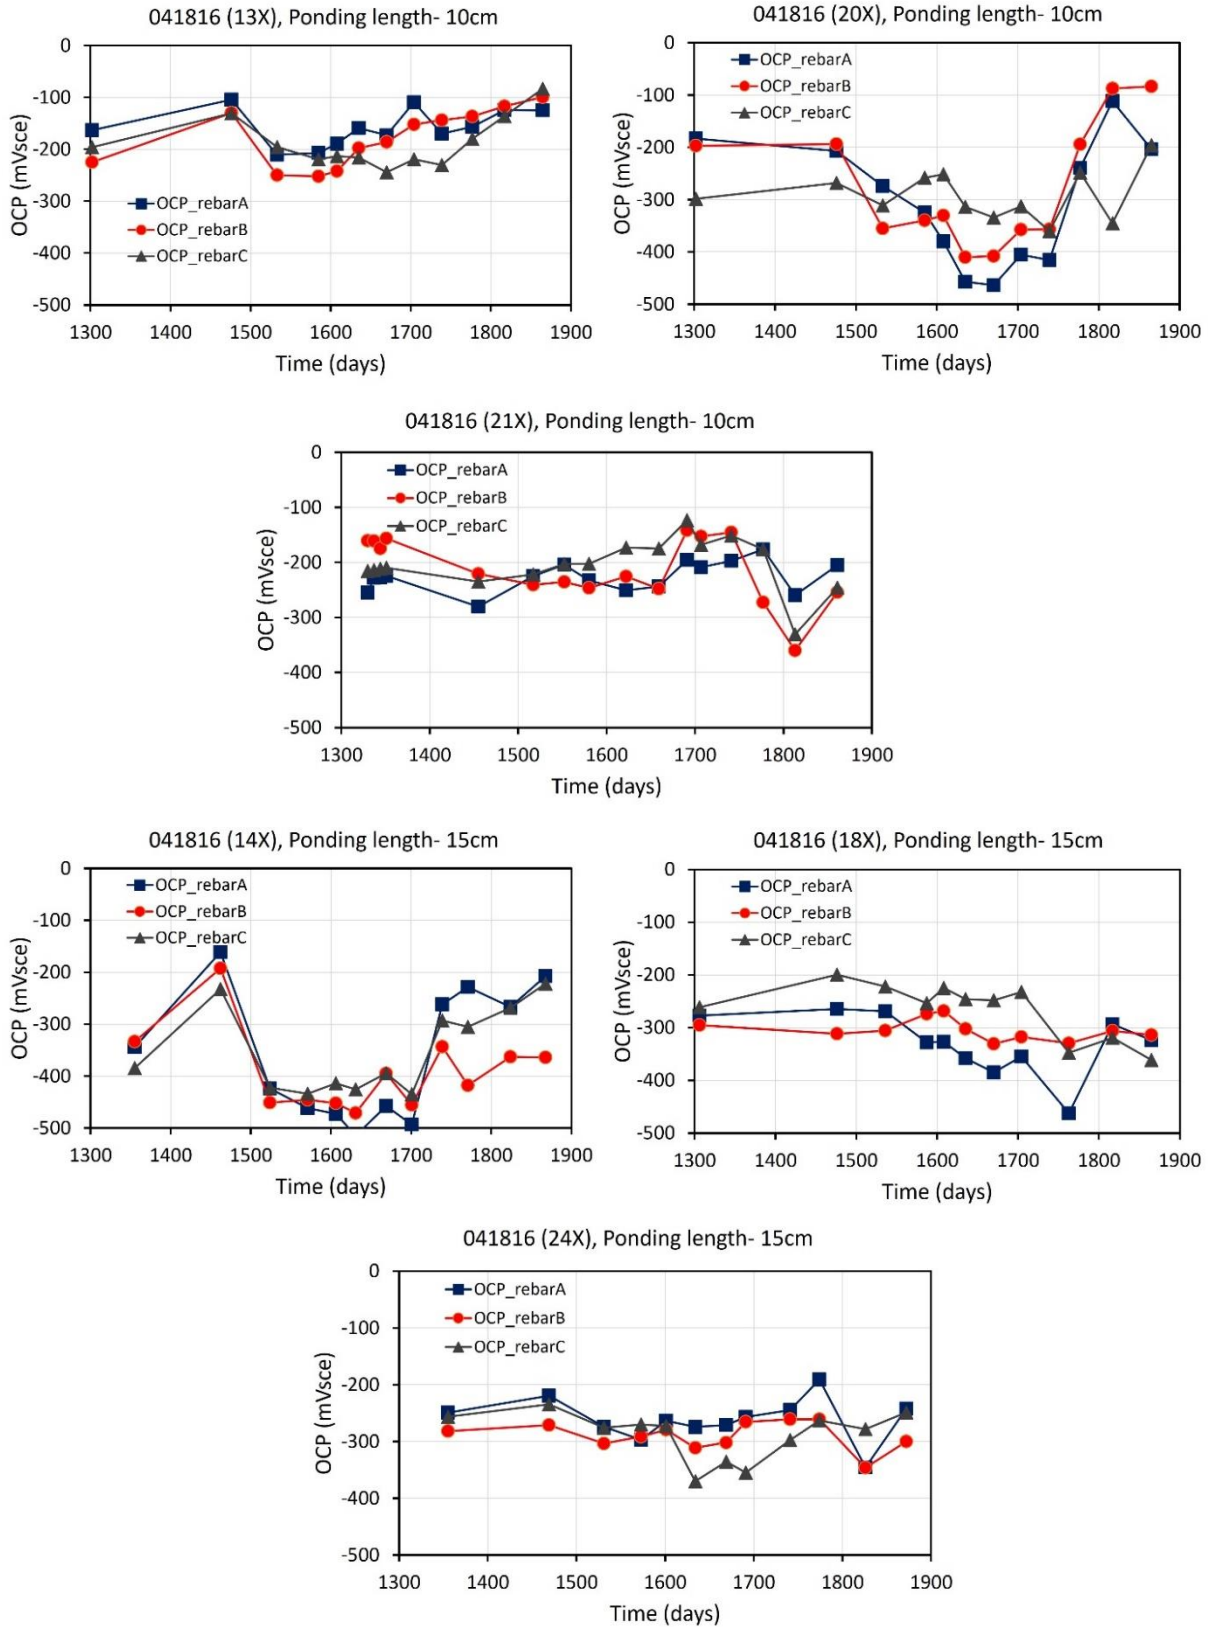 041816 (13X), Ponding length- 10cm
0
-100
-200
-300
-400
-500
OCP (mVsce)
OCP_rebarA
OCP_rebarB
OCP_rebarC
1300 1400 1500 1600 1700 1800 1900
Time (days)
041816 (20X), Ponding length- 10cm
0
-100
-200
-300
-400
-500
OCP (mVsce)
OCP_rebarA
OCP_rebarB
OCP_rebarC
1300 1400 1500 1600 1700 1800 1900
Time (days)
041816 (21X), Ponding length- 10cm
0
-100
-200
-300
-400
-500
OCP (mVsce)
OCP_rebarA
OCP_rebarB
OCP_rebarC
1300 1400 1500 1600 1700 1800 1900
Time (days)
041816 (14X), Ponding length- 15cm
0
-100
-200
-300
-400
-500
OCP (mVsce)
OCP_rebarA
OCP_rebarB
OCP_rebarC
1300 1400 1500 1600 1700 1800 1900
Time (days)
041816 (18X), Ponding length- 15cm
0
-100
-200
-300
-400
-500
OCP (mVsce)
OCP_rebarA
OCP_rebarB
OCP_rebarC
1300 1400 1500 1600 1700 1800 1900
Time (days)
041816 (24X), Ponding length- 15cm
0
-100
-200
-300
-400
-500
OCP (mVsce)
OCP_rebarA
OCP_rebarB
OCP_rebarC
1300 1400 1500 1600 1700 1800 1900
Time (days)